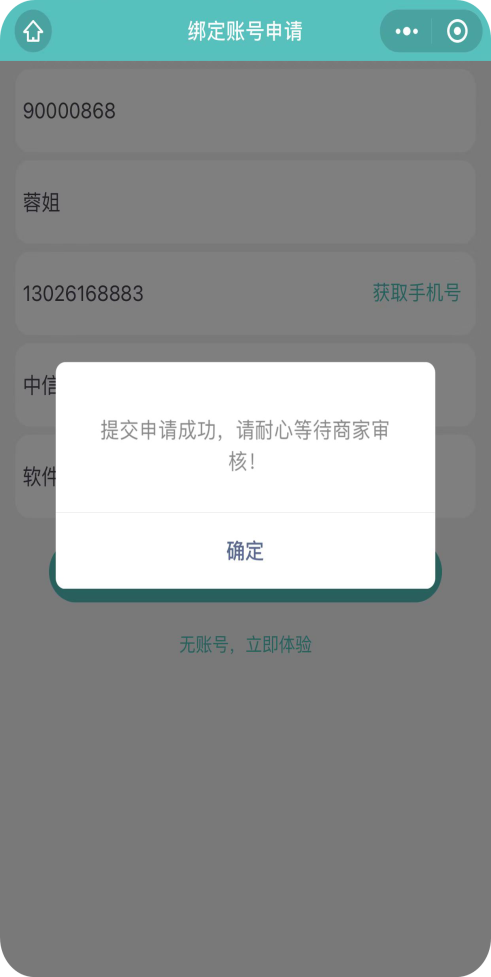 绑定账号申请
90000868
蓉姐
13026168883 获取手机号
中信
提交申请成功，请耐心等待商家审
核！
软件
确定
无账号，立即体验